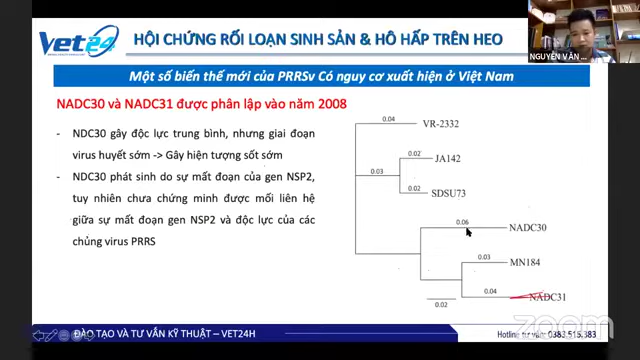 Vet24
HỘI CHỨNG RỐI LOẠN SINH SẢN & HÔ HẤP TRÊN HEO
NGUYỄN VĂN
Một số biến thế mới của PRRSv Có nguy cơ xuất hiện ở Việt Nam
NADC30 và NADC31 được phân lập vào năm 2008
- NDC30 gây độc lực trung bình, nhưng giai đoạn
virus huyết sớm -> Gây hiện tượng sốt sớm
- NDC30 phát sinh do sự mất đoạn của gen NSP2,
tuy nhiên chưa chứng minh được mối liên hệ
giữa sự mất đoạn gen NSP2 và độc lực của các
chủng virus PRRS
0.04
VR-2332
0.02
JA142
0.03
0.02
SDSU73
0.06
NADC30
0.03
MN184
0.04
NADC31
0.02
zoom
ĐÀO TẠO VÀ TƯ VẤN KỸ THUẬT – VET24H
Hotline tư vấn: 0383.515.383